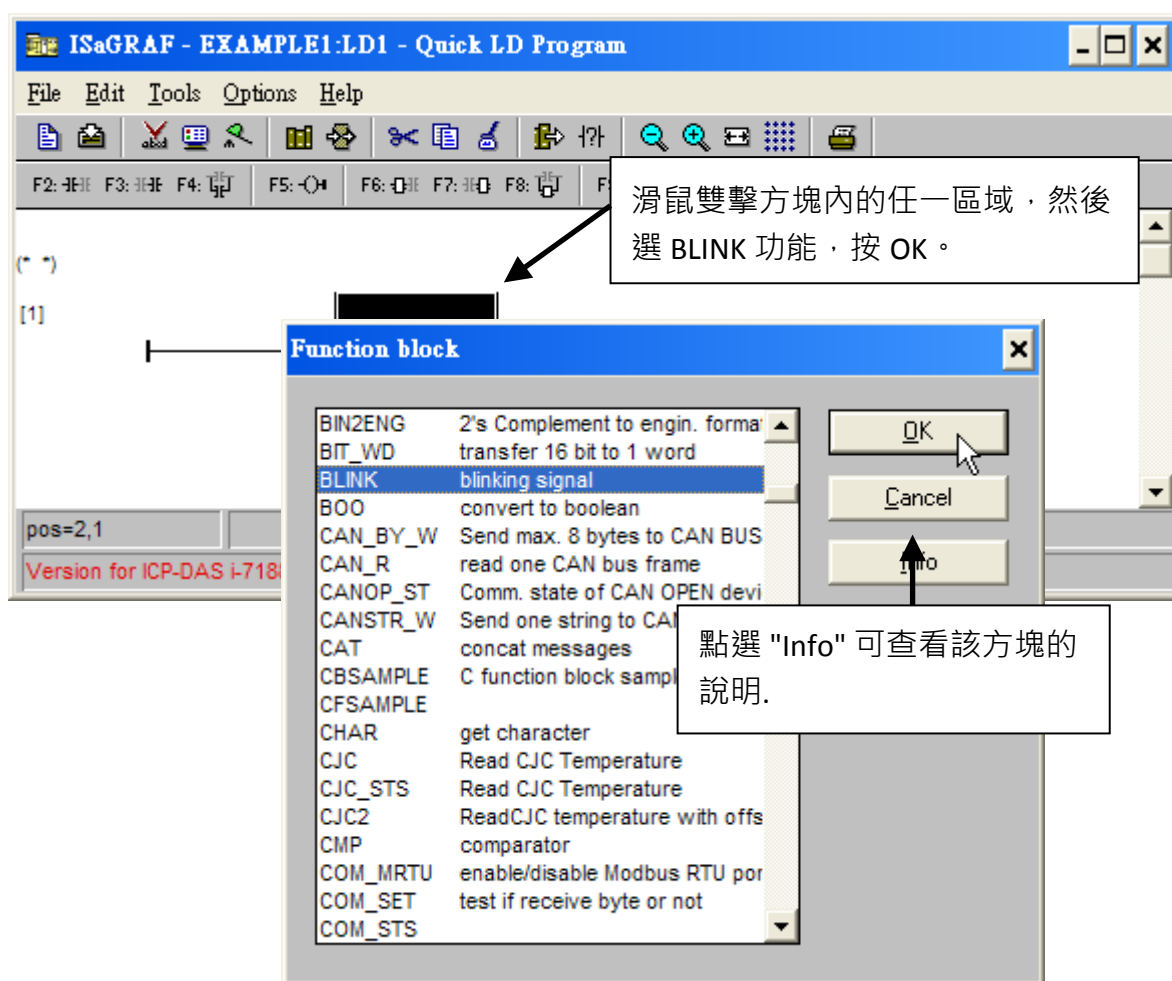 ISaGRAF - EXAMPLE1:LD1 - Quick LD Program
File Edit Tools Options Help
F2: F3: F4: F5: F6: F7: F8:
滑鼠雙擊方塊內的任一區域，然後
選 BLINK 功能，按 OK。
(* *)
[1]
Function block
BIN2ENG 2's Complement to engin. format
BIT_WD transfer 16 bit to 1 word
BLINK blinking signal
BOO convert to boolean
CAN_BY_W Send max. 8 bytes to CAN BUS
CAN_R read one CAN bus frame
CANOP_ST Comm. state of CAN OPEN devi
CANSTR_W Send one string to CAN
CAT concat messages
CBSAMPLE C function block sampl
CFSAMPLE
CHAR get character
CJC Read CJC Temperature
CJC_STS Read CJC Temperature
CJC2 ReadCJC temperature with offs
CMP comparator
COM_MRTU enable/disable Modbus RTU por
COM_SET test if receive byte or not
COM_STS
OK
Cancel
Info
點選 "Info" 可查看該方塊的
說明.
pos=2,1
Version for ICP-DAS i-7188